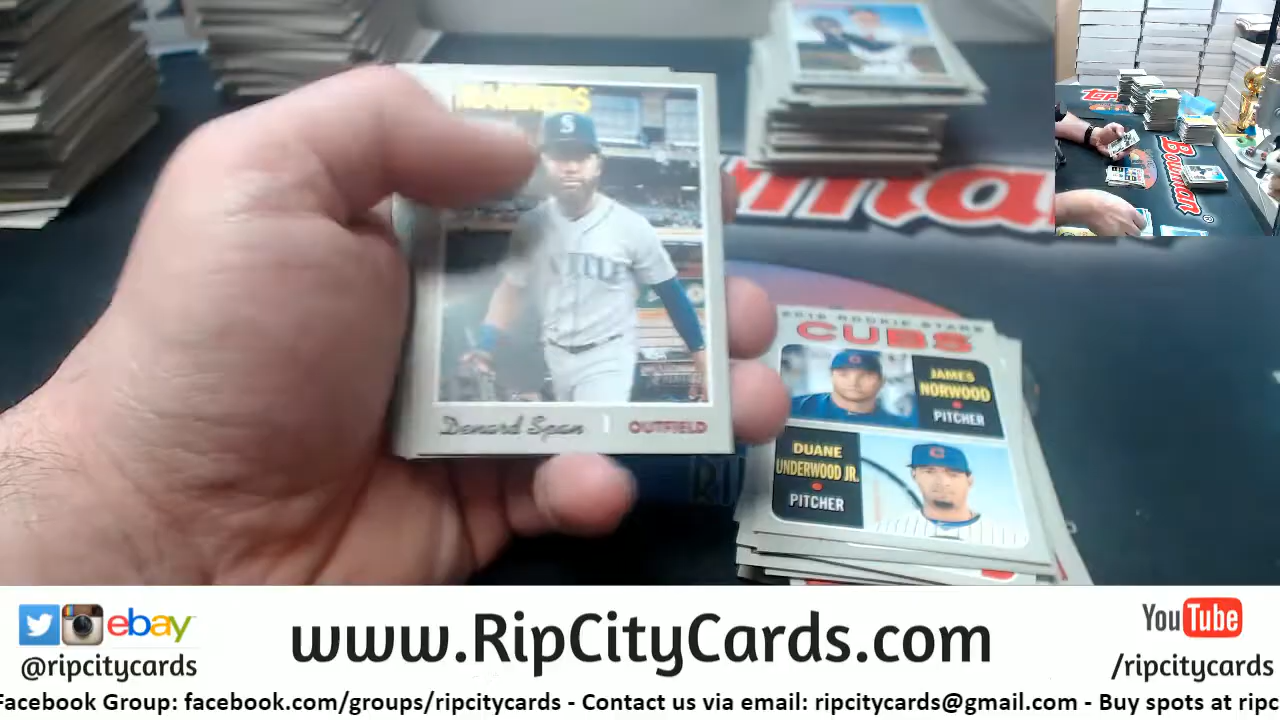 MARINERS
S
SEATTLE
Denard Span
OUTFIELD
2019 ROOKIE STARS
CUBS
JAMES
NORWOOD
PITCHER
DUANE
UNDERWOOD JR.
PITCHER
Bowman
ebay
@ripcitycards
www.RipCityCards.com
YouTube
/ripcitycards
Facebook Group: facebook.com/groups/ripcitycards - Contact us via email: ripcitycards@gmail.com - Buy spots at ripc